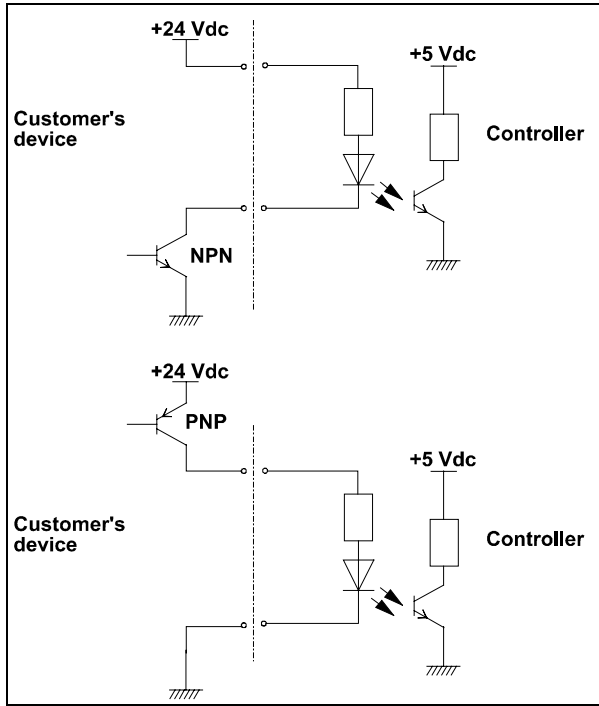 +24 Vdc
+5 Vdc
Customer's
device
Controller
NPN
+24 Vdc
PNP
+5 Vdc
Customer's
device
Controller